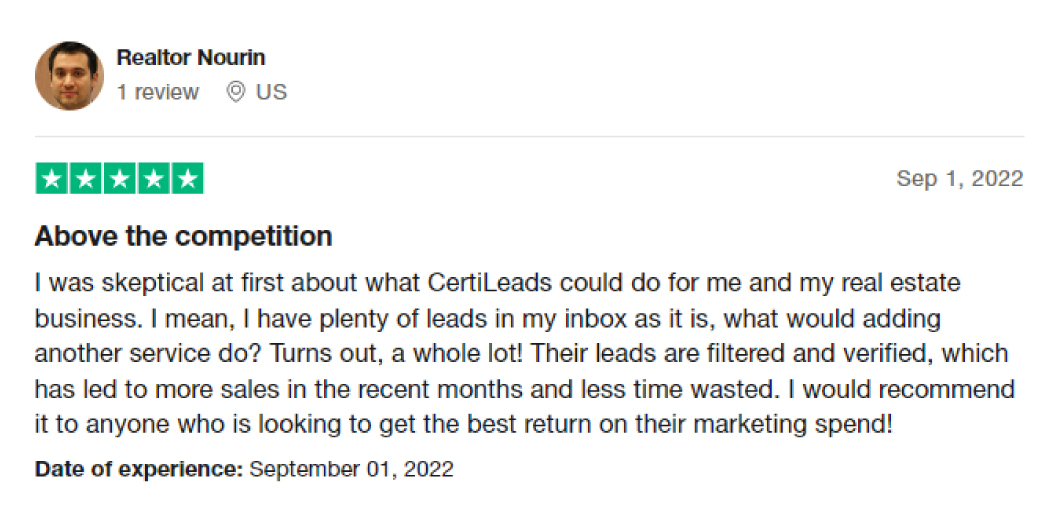 Realtor Nourin
1 review US
Sep 1, 2022
Above the competition
I was skeptical at first about what CertiLeads could do for me and my real estate
business. I mean, I have plenty of leads in my inbox as it is, what would adding
another service do? Turns out, a whole lot! Their leads are filtered and verified, which
has led to more sales in the recent months and less time wasted. I would recommend
it to anyone who is looking to get the best return on their marketing spend!
Date of experience: September 01, 2022